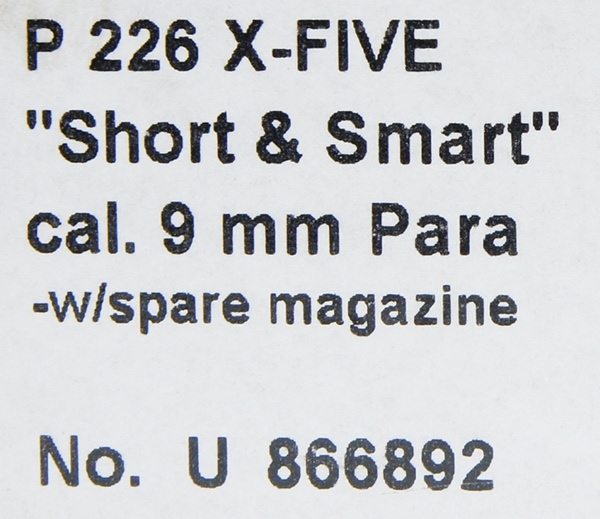 P 226 X-FIVE
"Short & Smart"
cal. 9 mm Para
-w/spare magazine
No. U 866892